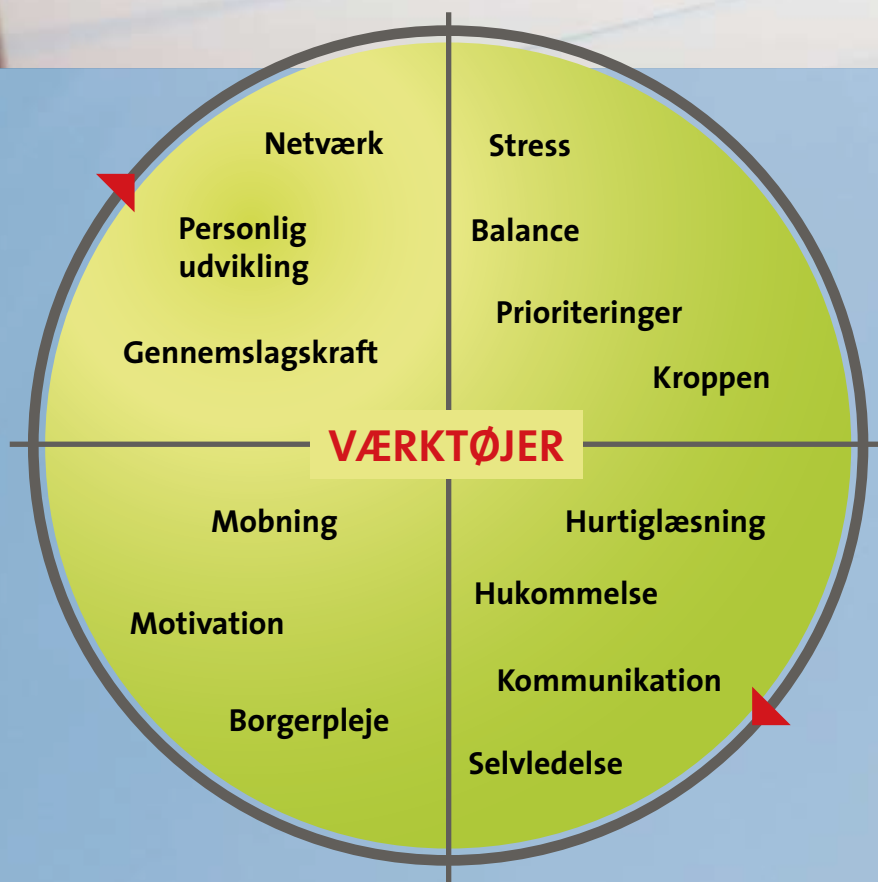 Netværk
Personlig
udvikling
Gennemslagskraft
Stress
Balance
Prioriteringer
Kroppen
VÆRKTØJER
Mobning
Motivation
Borgerpleje
Hurtiglæsning
Hukommelse
Kommunikation
Selvledelse